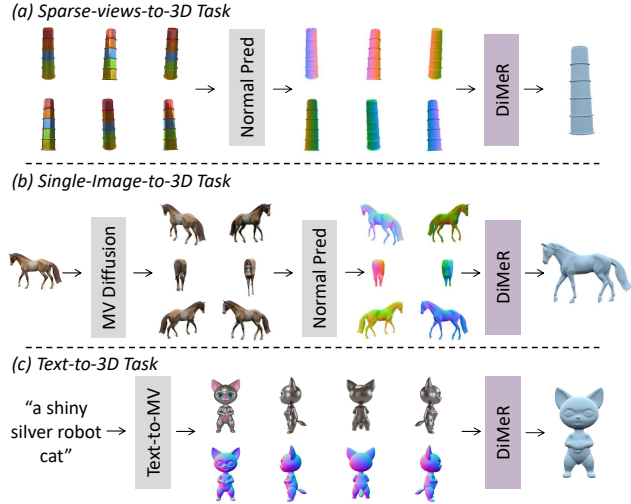 (a) Sparse-views-to-3D Task
Normal Pred
DiMeR
(b) Single-Image-to-3D Task
MV Diffusion
Normal Pred
DiMeR
(c) Text-to-3D Task
“a shiny
silver robot
cat”
Text-to-MV
DiMeR